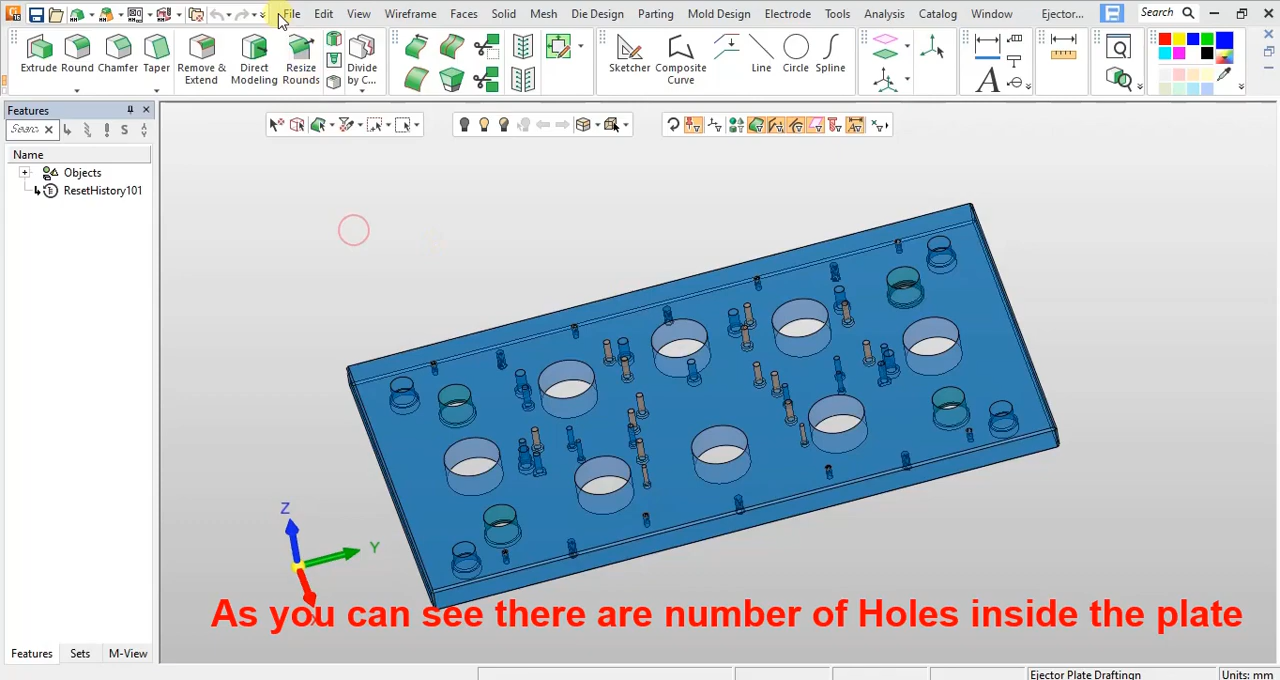 File Edit View Wireframe Faces Solid Mesh Die Design Parting Mold Design Electrode Tools Analysis Catalog Window Ejector... Search
Extrude Round Chamfer Taper Remove & Extend Direct Modeling Resize Rounds Divide by C... Sketcher Composite Curve Line Circle Spline
Features
Searc
S
Name
Objects
ResetHistory101
Z
Y
As you can see there are number of Holes inside the plate
Features Sets M-View
Ejector Plate Draftingn Units: mm